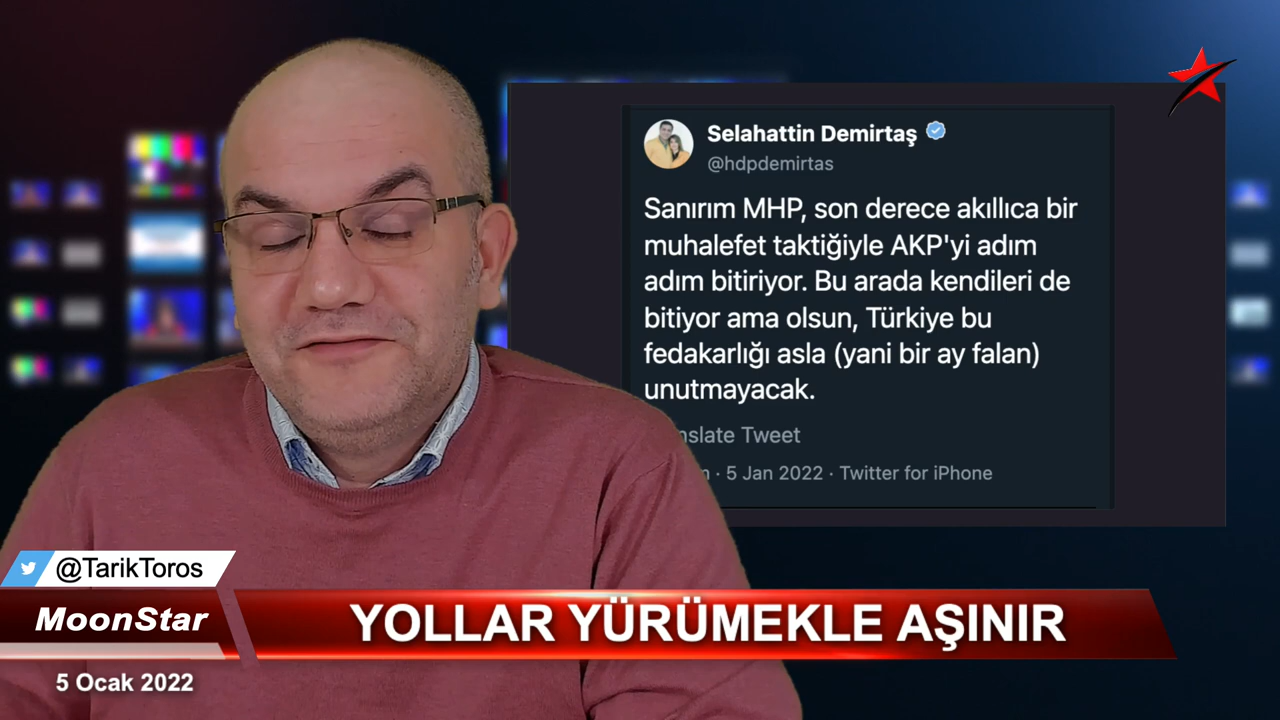 Selahattin Demirtaş
@hdpdemirtas
Sanırım MHP, son derece akıllıca bir
muhalefet taktiğiyle AKP'yi adım
adım bitiriyor. Bu arada kendileri de
bitiyor ama olsun, Türkiye bu
fedakarlığı asla (yani bir ay falan)
unutmayacak.
nslate Tweet
· 5 Jan 2022 · Twitter for iPhone
@TarikToros
MoonStar
YOLLAR YÜRÜMEKLE AŞINIR
5 Ocak 2022